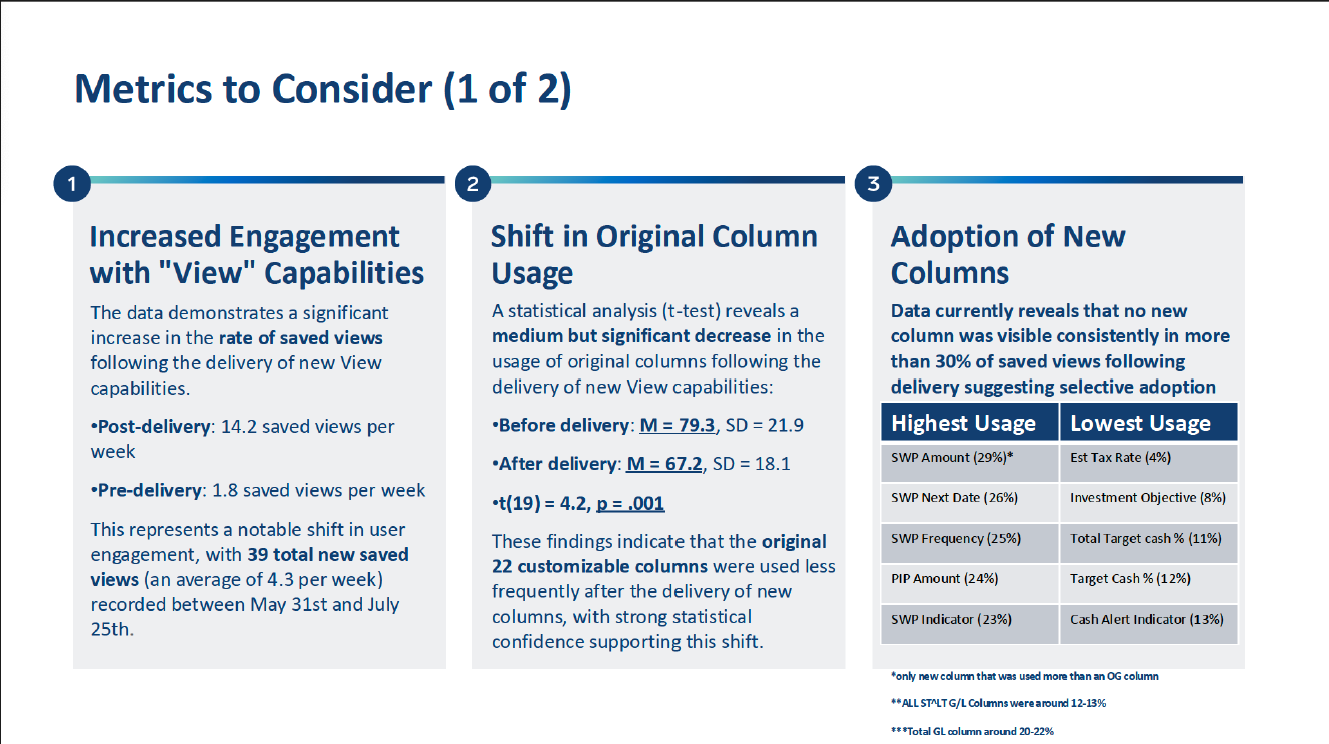 Metrics to Consider (1 of 2)
1
Increased Engagement
with "View" Capabilities
The data demonstrates a significant
increase in the rate of saved views
following the delivery of new View
capabilities.
•Post-delivery: 14.2 saved views per
week
•Pre-delivery: 1.8 saved views per week
This represents a notable shift in user
engagement, with 39 total new saved
views (an average of 4.3 per week)
recorded between May 31st and July
25th.
2
Shift in Original Column
Usage
A statistical analysis (t-test) reveals a
medium but significant decrease in the
usage of original columns following the
delivery of new View capabilities:
•Before delivery: M = 79.3, SD = 21.9
•After delivery: M = 67.2, SD = 18.1
•t(19) = 4.2, p = .001
These findings indicate that the original
22 customizable columns were used less
frequently after the delivery of new
columns, with strong statistical
confidence supporting this shift.
3
Adoption of New
Columns
Data currently reveals that no new
column was visible consistently in more
than 30% of saved views following
delivery suggesting selective adoption
Highest Usage Lowest Usage
SWP Amount (29%)* Est Tax Rate (4%)
SWP Next Date (26%) Investment Objective (8%)
SWP Frequency (25%) Total Target cash % (11%)
PIP Amount (24%) Target Cash % (12%)
SWP Indicator (23%) Cash Alert Indicator (13%)
*only new column that was used more than an OG column
**ALL ST^LT G/L Columns were around 12-13%
***Total GL column around 20-22%